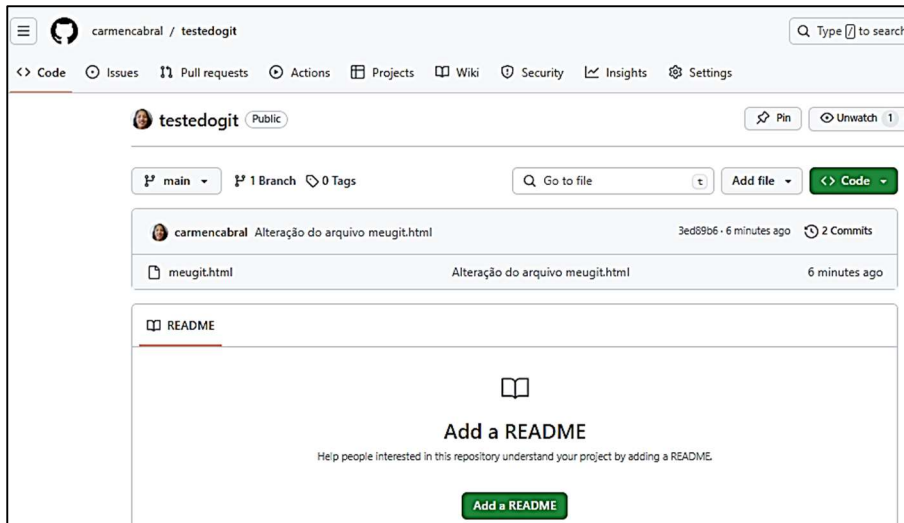 carmencabral / testedogit
Type / to search
Code Issues Pull requests Actions Projects Wiki Security Insights Settings
testedogit Public Pin Unwatch 1
main 1 Branch 0 Tags Go to file t Add file Code
carmencabral Alteração do arquivo meugit.html 3ed89b6 · 6 minutes ago 2 Commits
meugit.html Alteração do arquivo meugit.html 6 minutes ago
README
Add a README
Help people interested in this repository understand your project by adding a README.
Add a README